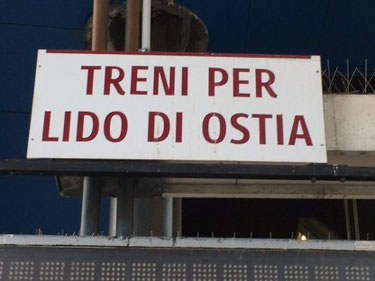 TRENI PER
LIDO DI OSTIA